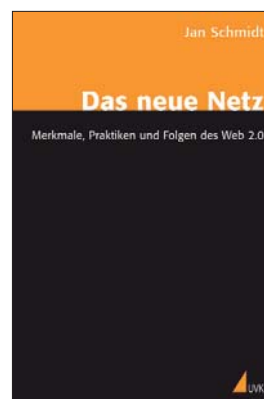 Jan Schmidt
Das neue Netz
Merkmale, Praktiken und Folgen des Web 2.0
UVK